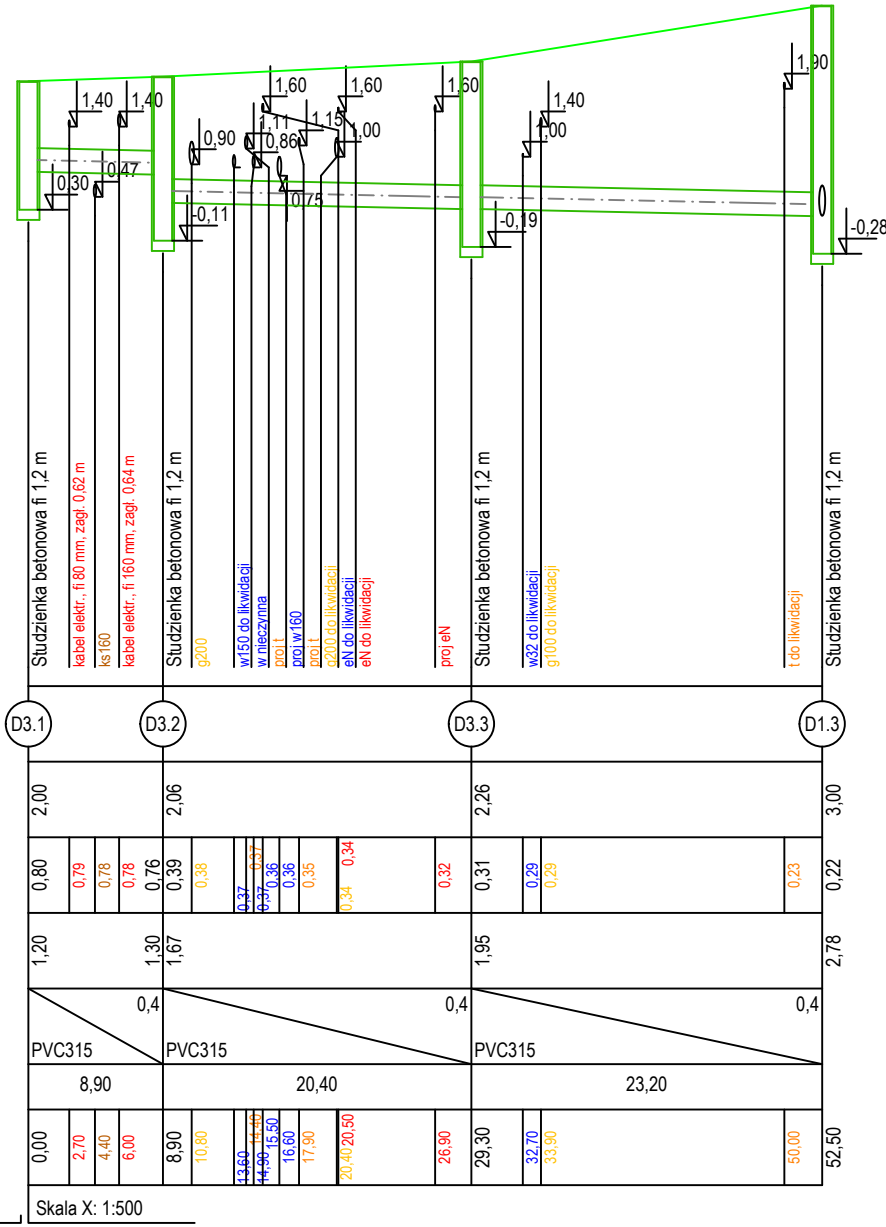 1,90
1,60
1,60
1,60
1,40
1,40
1,40
1,11
1,15
1,00
1,00
0,90
0,86
0,47
0,30
0,75
-0,11
-0,19
-0,28
Studzienka betonowa fi 1,2 m
kabel elektr., fi 80 mm, zagł. 0,62 m
ks160
kabel elektr., fi 160 mm, zagł. 0,64 m
Studzienka betonowa fi 1,2 m
g200
w150 do likwidacji
w nieczynna
proj t
proj w160
proj t
g200 do likwidacji
eN do likwidacji
eN do likwidacji
proj eN
Studzienka betonowa fi 1,2 m
w32 do likwidacji
g100 do likwidacji
t do likwidacji
Studzienka betonowa fi 1,2 m
D3.1
D3.2
D3.3
D1.3
2,00
2,06
2,26
3,00
0,80
0,79
0,78
0,78
0,76
0,39
0,38
0,37
0,37
0,37
0,36
0,36
0,35
0,34
0,34
0,32
0,31
0,29
0,29
0,23
0,22
1,20
1,30
1,67
1,95
2,78
0,4
0,4
0,4
PVC315
PVC315
PVC315
8,90
20,40
23,20
0,00
2,70
4,40
6,00
8,90
10,80
13,60
14,40
14,90
15,50
16,60
17,90
20,40
20,50
26,90
29,30
32,70
33,90
50,00
52,50
Skala X: 1:500